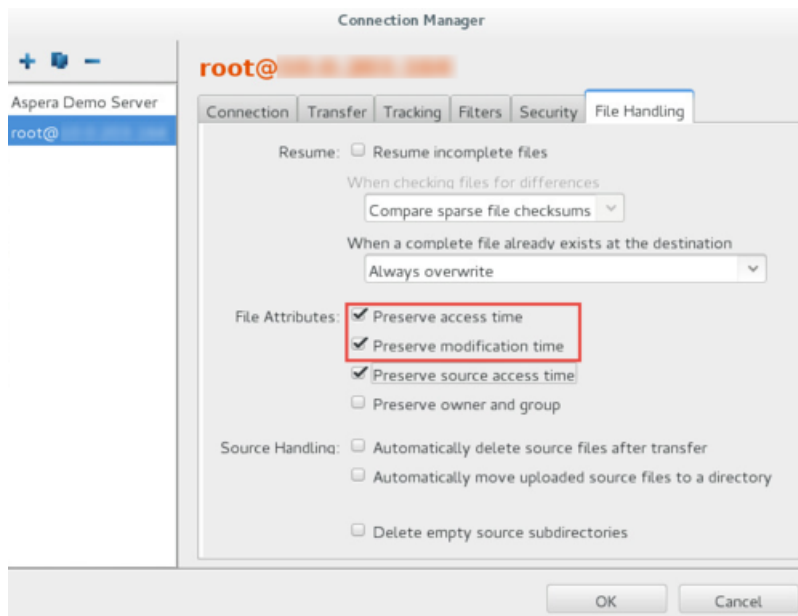 Connection Manager
Aspera Demo Server
root@
root@
Connection Transfer Tracking Filters Security File Handling
Resume: Resume incomplete files
When checking files for differences
Compare sparse file checksums
When a complete file already exists at the destination
Always overwrite
File Attributes: Preserve access time
Preserve modification time
Preserve source access time
Preserve owner and group
Source Handling: Automatically delete source files after transfer
Automatically move uploaded source files to a directory
Delete empty source subdirectories
OK Cancel